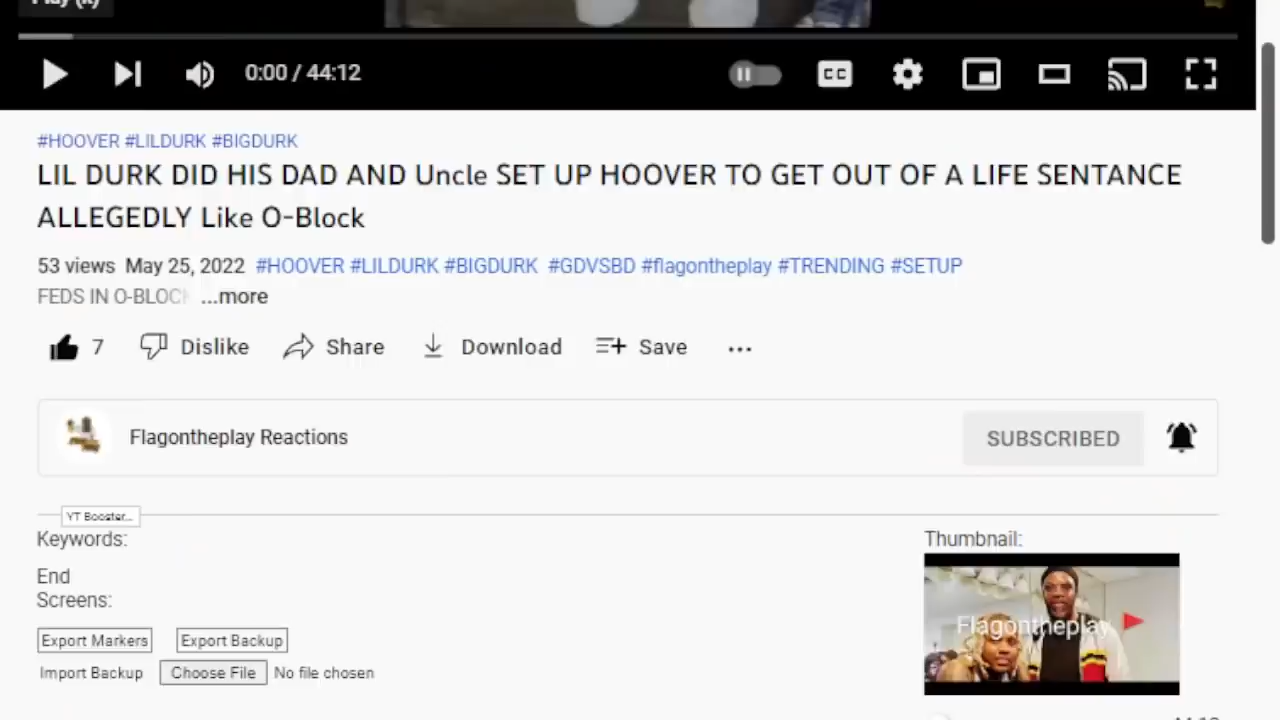 Play (k)
0:00 / 44:12
CC
#HOOVER #LILDURK #BIGDURK
LIL DURK DID HIS DAD AND Uncle SET UP HOOVER TO GET OUT OF A LIFE SENTANCE
ALLEGEDLY Like O-Block
53 views May 25, 2022 #HOOVER #LILDURK #BIGDURK #GDVSBD #flagontheplay #TRENDING #SETUP
FEDS IN O-BLOCK ...more
7 Dislike Share Download Save ...
Flagontheplay Reactions SUBSCRIBED
YT Booster...
Keywords: Thumbnail:
End
Screens:
Flagontheplay
Export Markers Export Backup
Import Backup Choose File No file chosen